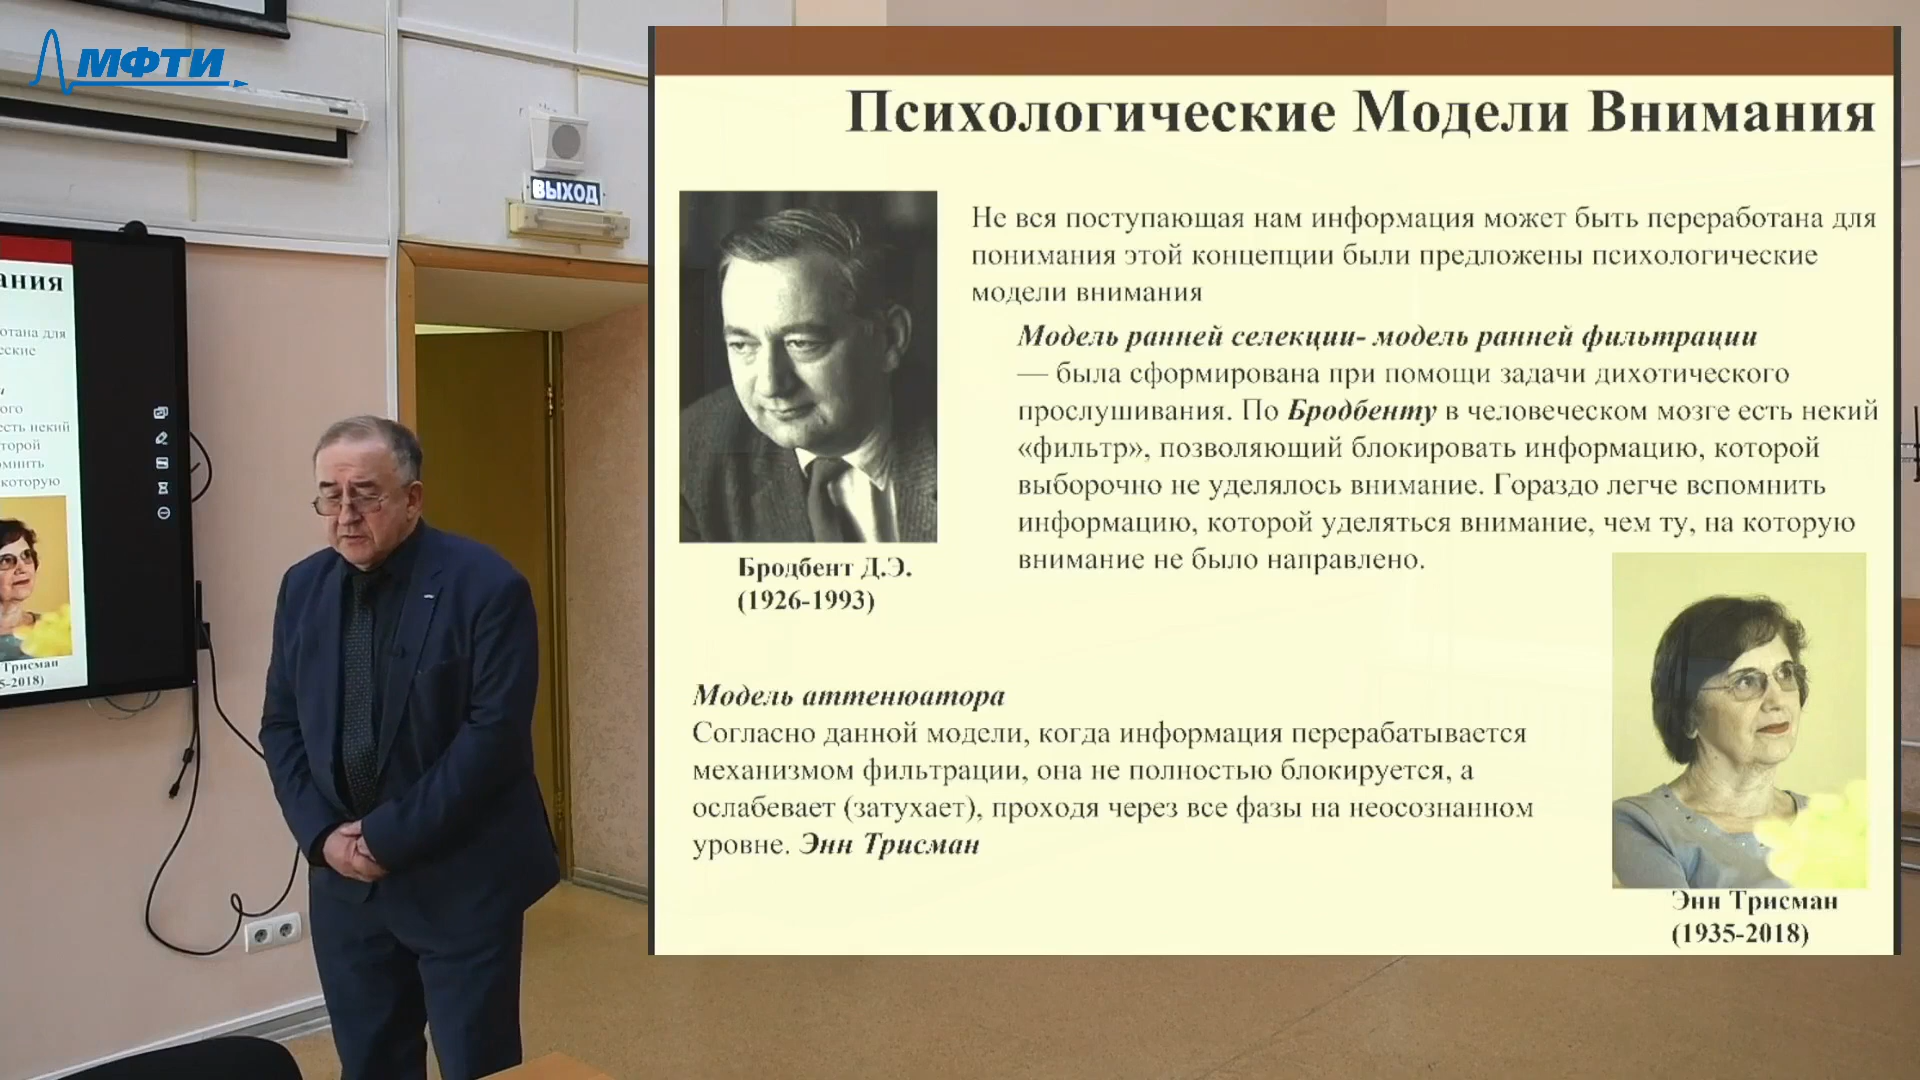 МФТИ
ВЫХОД
Психологические Модели Внимания
Не вся поступающая нам информация может быть переработана для
понимания этой концепции были предложены психологические
модели внимания
Модель ранней селекции- модель ранней фильтрации
— была сформирована при помощи задачи дихотического
прослушивания. По Бродбенту в человеческом мозге есть некий
«фильтр», позволяющий блокировать информацию, которой
выборочно не уделялось внимание. Гораздо легче вспомнить
информацию, которой уделяться внимание, чем ту, на которую
внимание не было направлено.
Бродбент Д.Э.
(1926-1993)
Модель аттенюатора
Согласно данной модели, когда информация перерабатывается
механизмом фильтрации, она не полностью блокируется, а
ослабевает (затухает), проходя через все фазы на неосознанном
уровне. Энн Трисман
Энн Трисман
(1935-2018)
ания
отана для
еские
и
ого
есть некий
торой
омнить
которую
Трисман
5-2018)